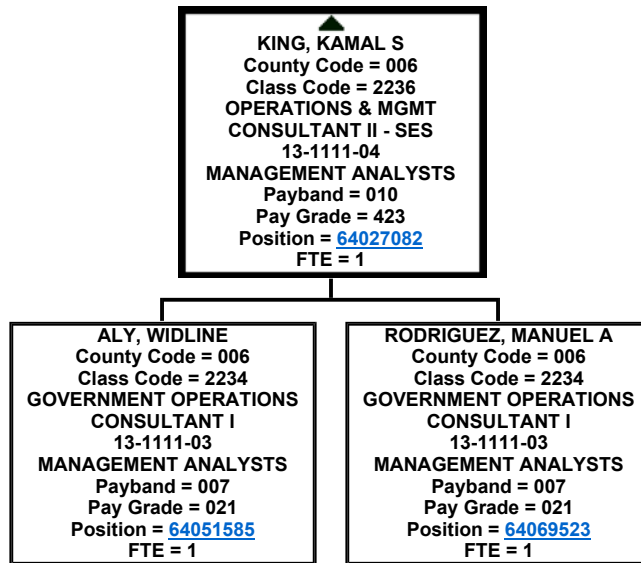 KING, KAMAL S
County Code = 006
Class Code = 2236
OPERATIONS & MGMT
CONSULTANT II - SES
13-1111-04
MANAGEMENT ANALYSTS
Payband = 010
Pay Grade = 423
Position = 64027082
FTE = 1
ALY, WIDLINE
County Code = 006
Class Code = 2234
GOVERNMENT OPERATIONS
CONSULTANT I
13-1111-03
MANAGEMENT ANALYSTS
Payband = 007
Pay Grade = 021
Position = 64051585
FTE = 1
RODRIGUEZ, MANUEL A
County Code = 006
Class Code = 2234
GOVERNMENT OPERATIONS
CONSULTANT I
13-1111-03
MANAGEMENT ANALYSTS
Payband = 007
Pay Grade = 021
Position = 64069523
FTE = 1